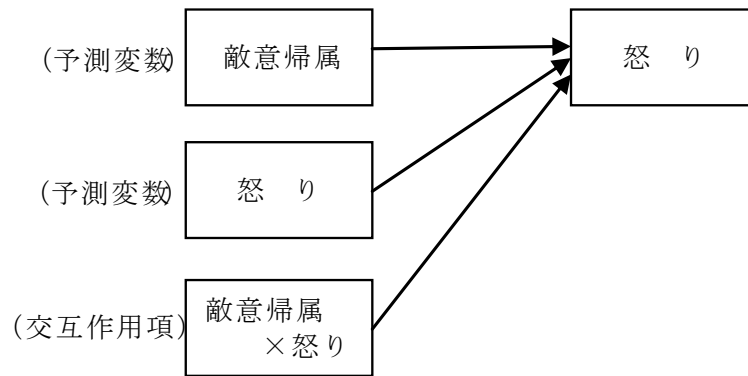 (予測変数)
敵意帰属
怒 り
(予測変数)
怒 り
(交互作用項)
敵意帰属
×怒り